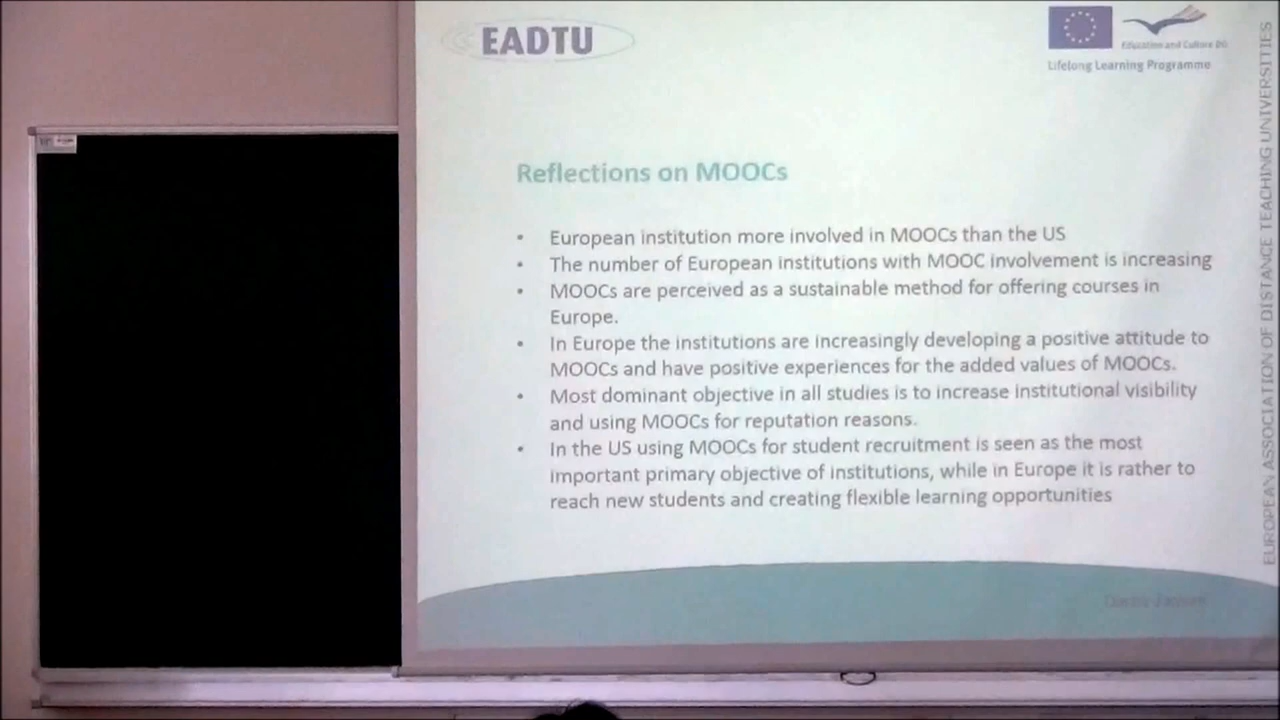 EADTU
Education and Culture DG
Lifelong Learning Programme
Reflections on MOOCs
• European institution more involved in MOOCs than the US
• The number of European institutions with MOOC involvement is increasing
• MOOCs are perceived as a sustainable method for offering courses in
Europe.
• In Europe the institutions are increasingly developing a positive attitude to
MOOCs and have positive experiences for the added values of MOOCs.
• Most dominant objective in all studies is to increase institutional visibility
and using MOOCs for reputation reasons.
• In the US using MOOCs for student recruitment is seen as the most
important primary objective of institutions, while in Europe it is rather to
reach new students and creating flexible learning opportunities
EUROPEAN ASSOCIATION OF DISTANCE TEACHING UNIVERSITIES